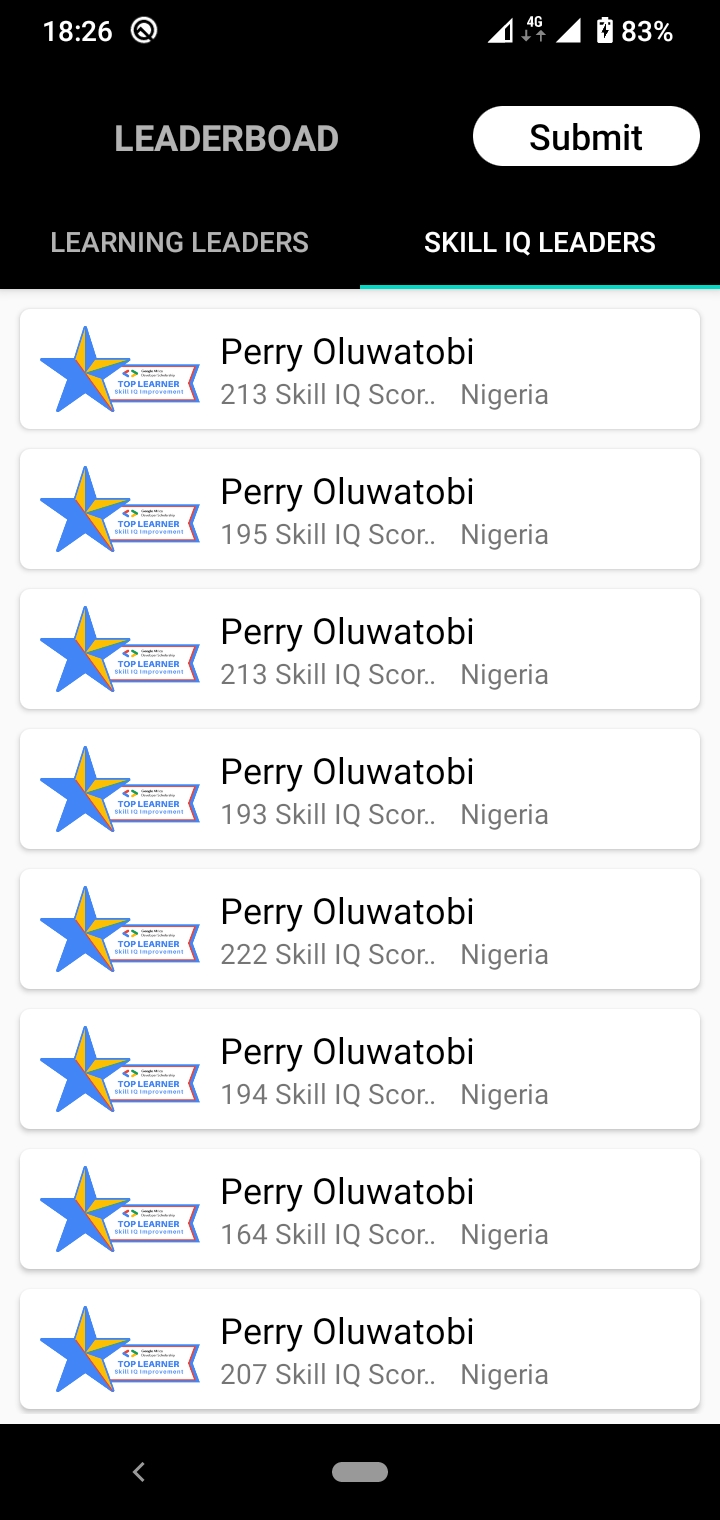 18:26
4G
83%
LEADERBOAD
Submit
LEARNING LEADERS
SKILL IQ LEADERS
Google Africa
Developer Scholarship
TOP LEARNER
Skill IQ Improvement
Perry Oluwatobi
213 Skill IQ Scor.. Nigeria
Google Africa
Developer Scholarship
TOP LEARNER
Skill IQ Improvement
Perry Oluwatobi
195 Skill IQ Scor.. Nigeria
Google Africa
Developer Scholarship
TOP LEARNER
Skill IQ Improvement
Perry Oluwatobi
213 Skill IQ Scor.. Nigeria
Google Africa
Developer Scholarship
TOP LEARNER
Skill IQ Improvement
Perry Oluwatobi
193 Skill IQ Scor.. Nigeria
Google Africa
Developer Scholarship
TOP LEARNER
Skill IQ Improvement
Perry Oluwatobi
222 Skill IQ Scor.. Nigeria
Google Africa
Developer Scholarship
TOP LEARNER
Skill IQ Improvement
Perry Oluwatobi
194 Skill IQ Scor.. Nigeria
Google Africa
Developer Scholarship
TOP LEARNER
Skill IQ Improvement
Perry Oluwatobi
164 Skill IQ Scor.. Nigeria
Google Africa
Developer Scholarship
TOP LEARNER
Skill IQ Improvement
Perry Oluwatobi
207 Skill IQ Scor.. Nigeria